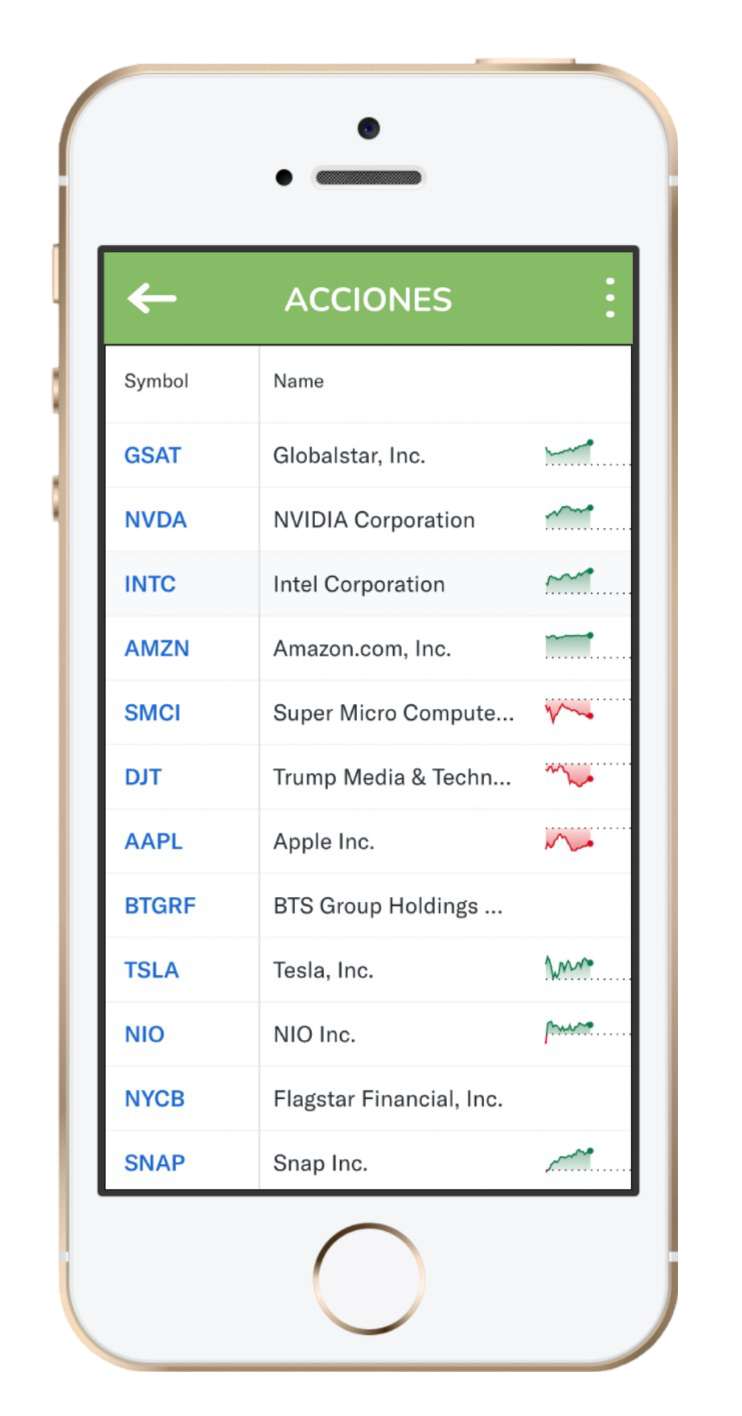 ACCIONES
Symbol Name
GSAT Globalstar, Inc.
NVDA NVIDIA Corporation
INTC Intel Corporation
AMZN Amazon.com, Inc.
SMCI Super Micro Compute...
DJT Trump Media & Techn...
AAPL Apple Inc.
BTGRF BTS Group Holdings ...
TSLA Tesla, Inc.
NIO NIO Inc.
NYCB Flagstar Financial, Inc.
SNAP Snap Inc.